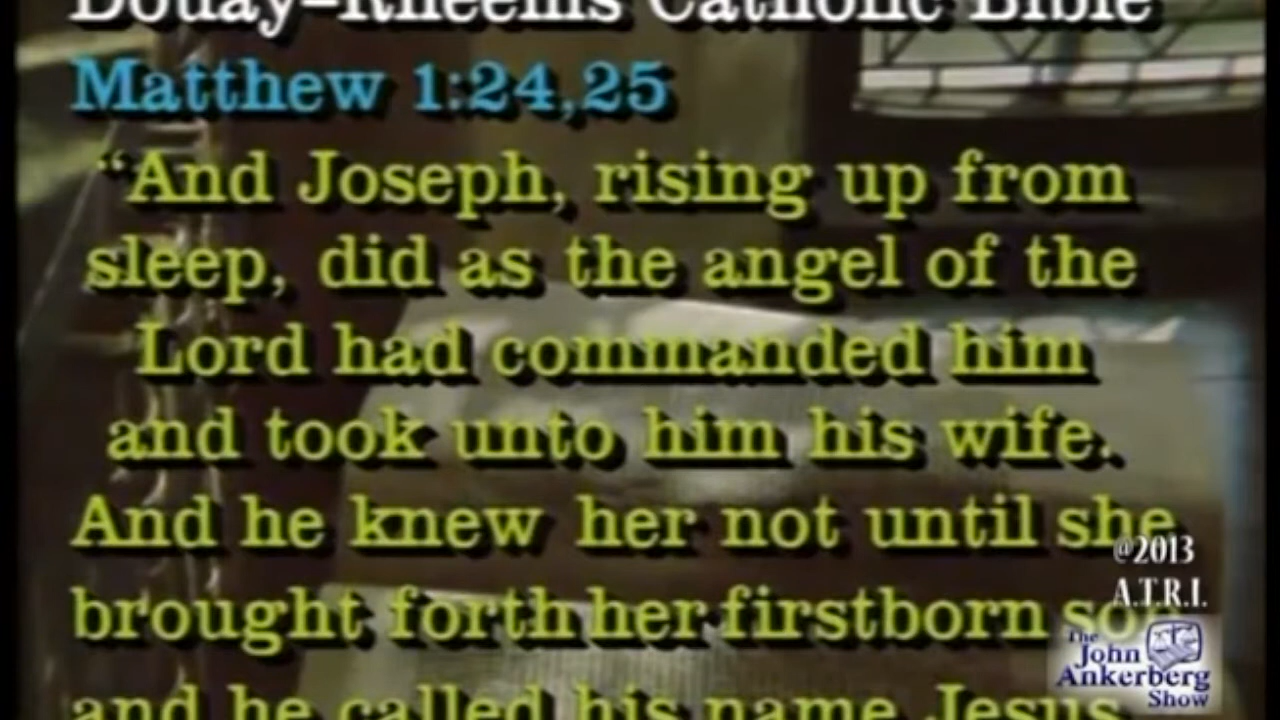 Douay-Rheems Catholic Bible
Matthew 1:24,25
“And Joseph, rising up from
sleep, did as the angel of the
Lord had commanded him
and took unto him his wife.
And he knew her not until she
brought forth her firstborn so
and he called his name Jesus
@2013
A.T.R.I.
The
John
Ankerberg
Show